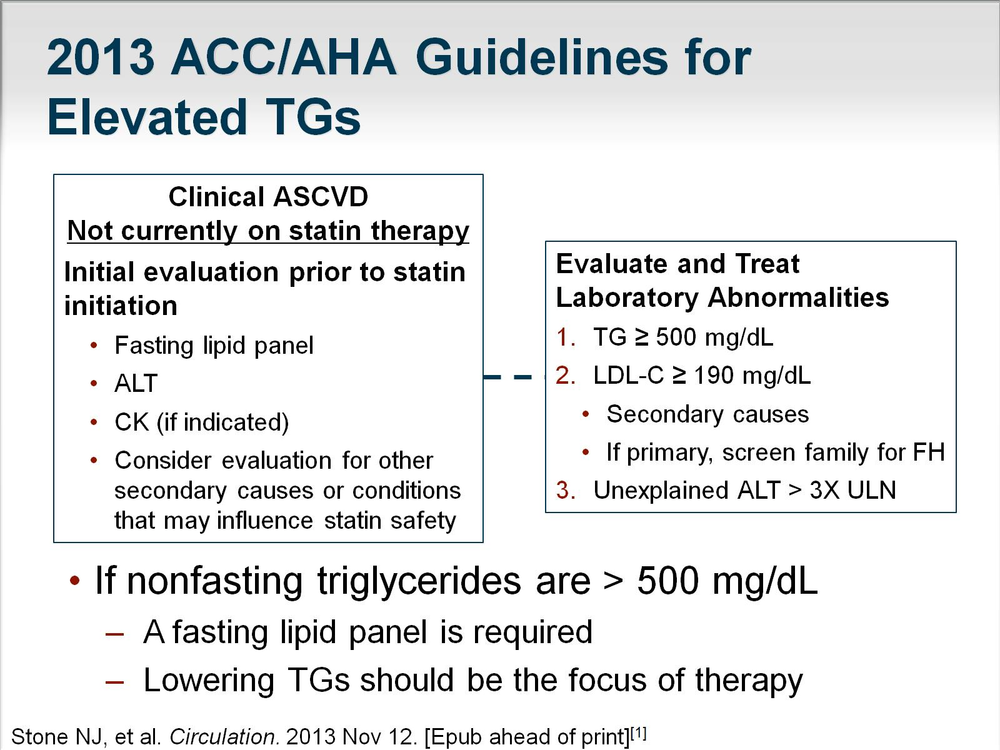 2013 ACC/AHA Guidelines for
Elevated TGs
Clinical ASCVD
Not currently on statin therapy
Initial evaluation prior to statin
initiation
• Fasting lipid panel
• ALT
• CK (if indicated)
• Consider evaluation for other
secondary causes or conditions
that may influence statin safety
Evaluate and Treat
Laboratory Abnormalities
1. TG ≥ 500 mg/dL
2. LDL-C ≥ 190 mg/dL
• Secondary causes
• If primary, screen family for FH
3. Unexplained ALT > 3X ULN
• If nonfasting triglycerides are > 500 mg/dL
– A fasting lipid panel is required
– Lowering TGs should be the focus of therapy
Stone NJ, et al. Circulation. 2013 Nov 12. [Epub ahead of print][1]